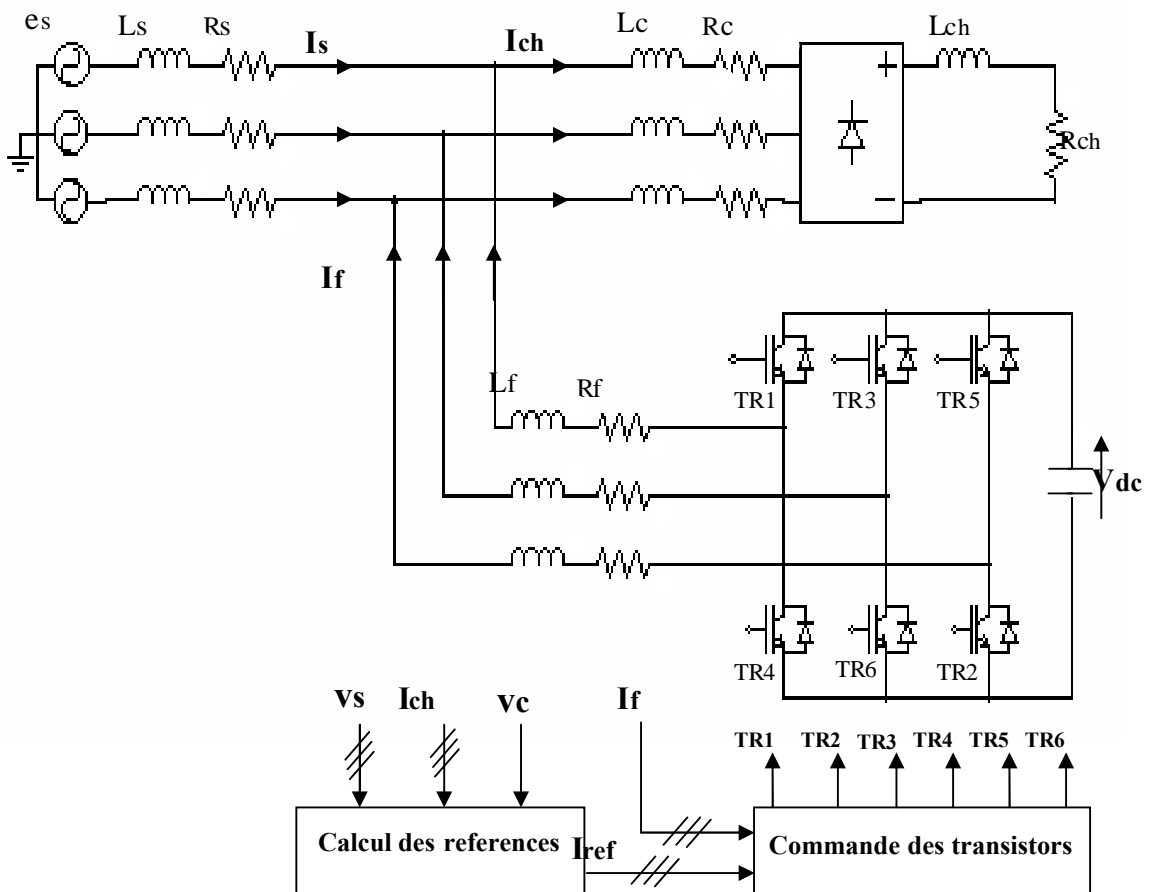 es
Ls
Rs
Is
Ich
Lc
Rc
Lch
+
Rch
−
If
Lf
Rf
TR1
TR3
TR5
Vdc
TR4
TR6
TR2
vs
Ich
vc
If
TR1
TR2
TR3
TR4
TR5
TR6
Calcul des references
Iref
Commande des transistors